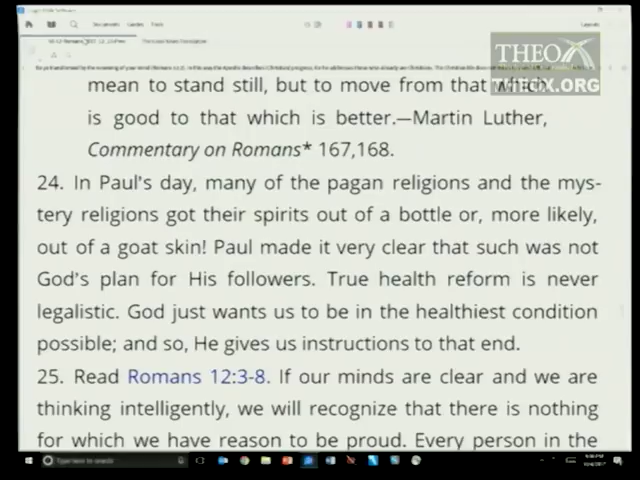 THEOX
THEOX.ORG
mean to stand still, but to move from that which
is good to that which is better.—Martin Luther,
Commentary on Romans* 167,168.
24. In Paul's day, many of the pagan religions and the mys-
tery religions got their spirits out of a bottle or, more likely,
out of a goat skin! Paul made it very clear that such was not
God's plan for His followers. True health reform is never
legalistic. God just wants us to be in the healthiest condition
possible; and so, He gives us instructions to that end.
25. Read Romans 12:3-8. If our minds are clear and we are
thinking intelligently, we will recognize that there is nothing
for which we have reason to be proud. Every person in the